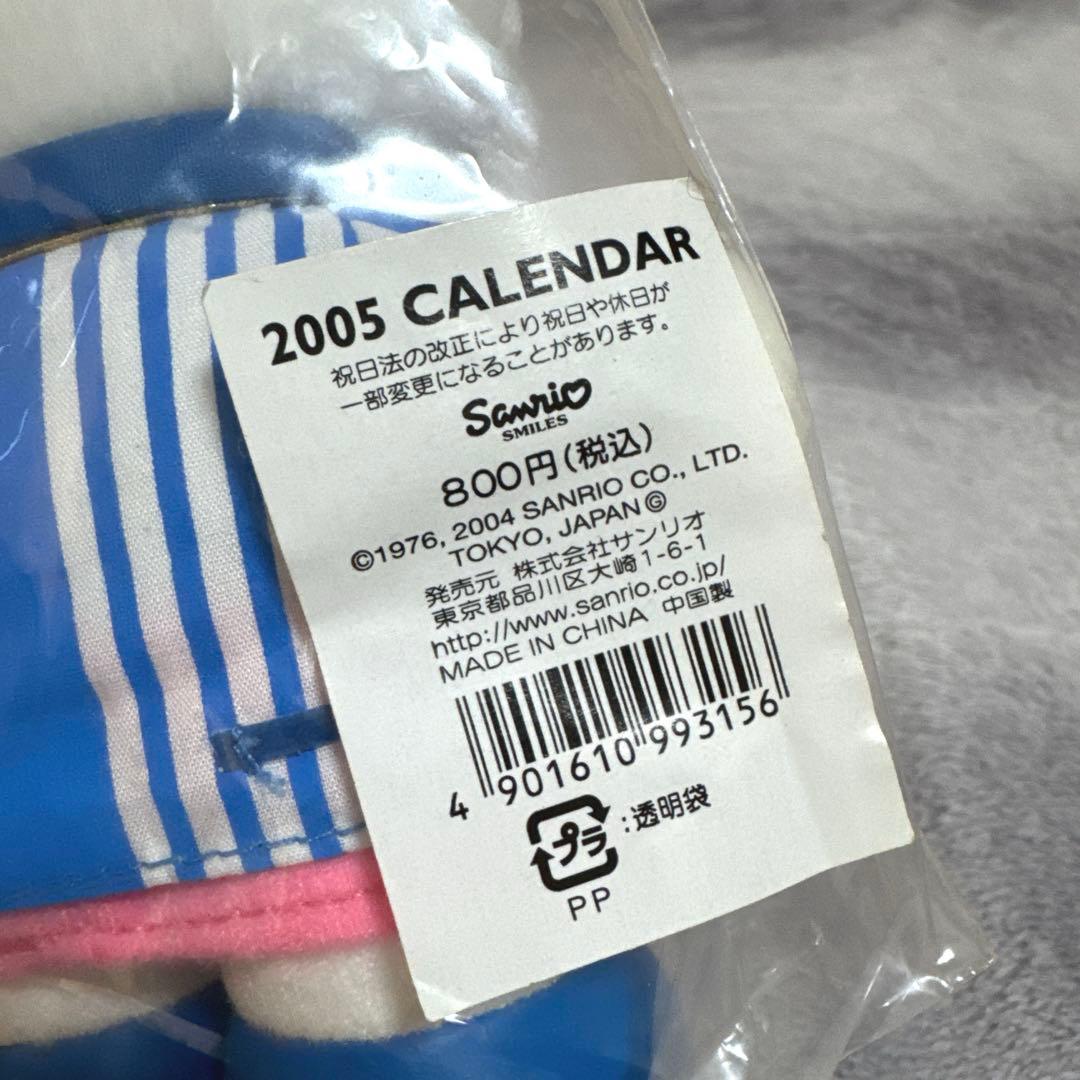 2005 CALENDAR
祝日法の改正により祝日や休日が
一部変更になることがあります。
Sanrio
SMILES
800円(税込)
©1976, 2004 SANRIO CO., LTD.
TOKYO, JAPAN Ⓖ
発売元 株式会社サンリオ
東京都品川区大崎1-6-1
http://www.sanrio.co.jp/
MADE IN CHINA 中国製
4 901610 993156
プラ :透明袋
PP